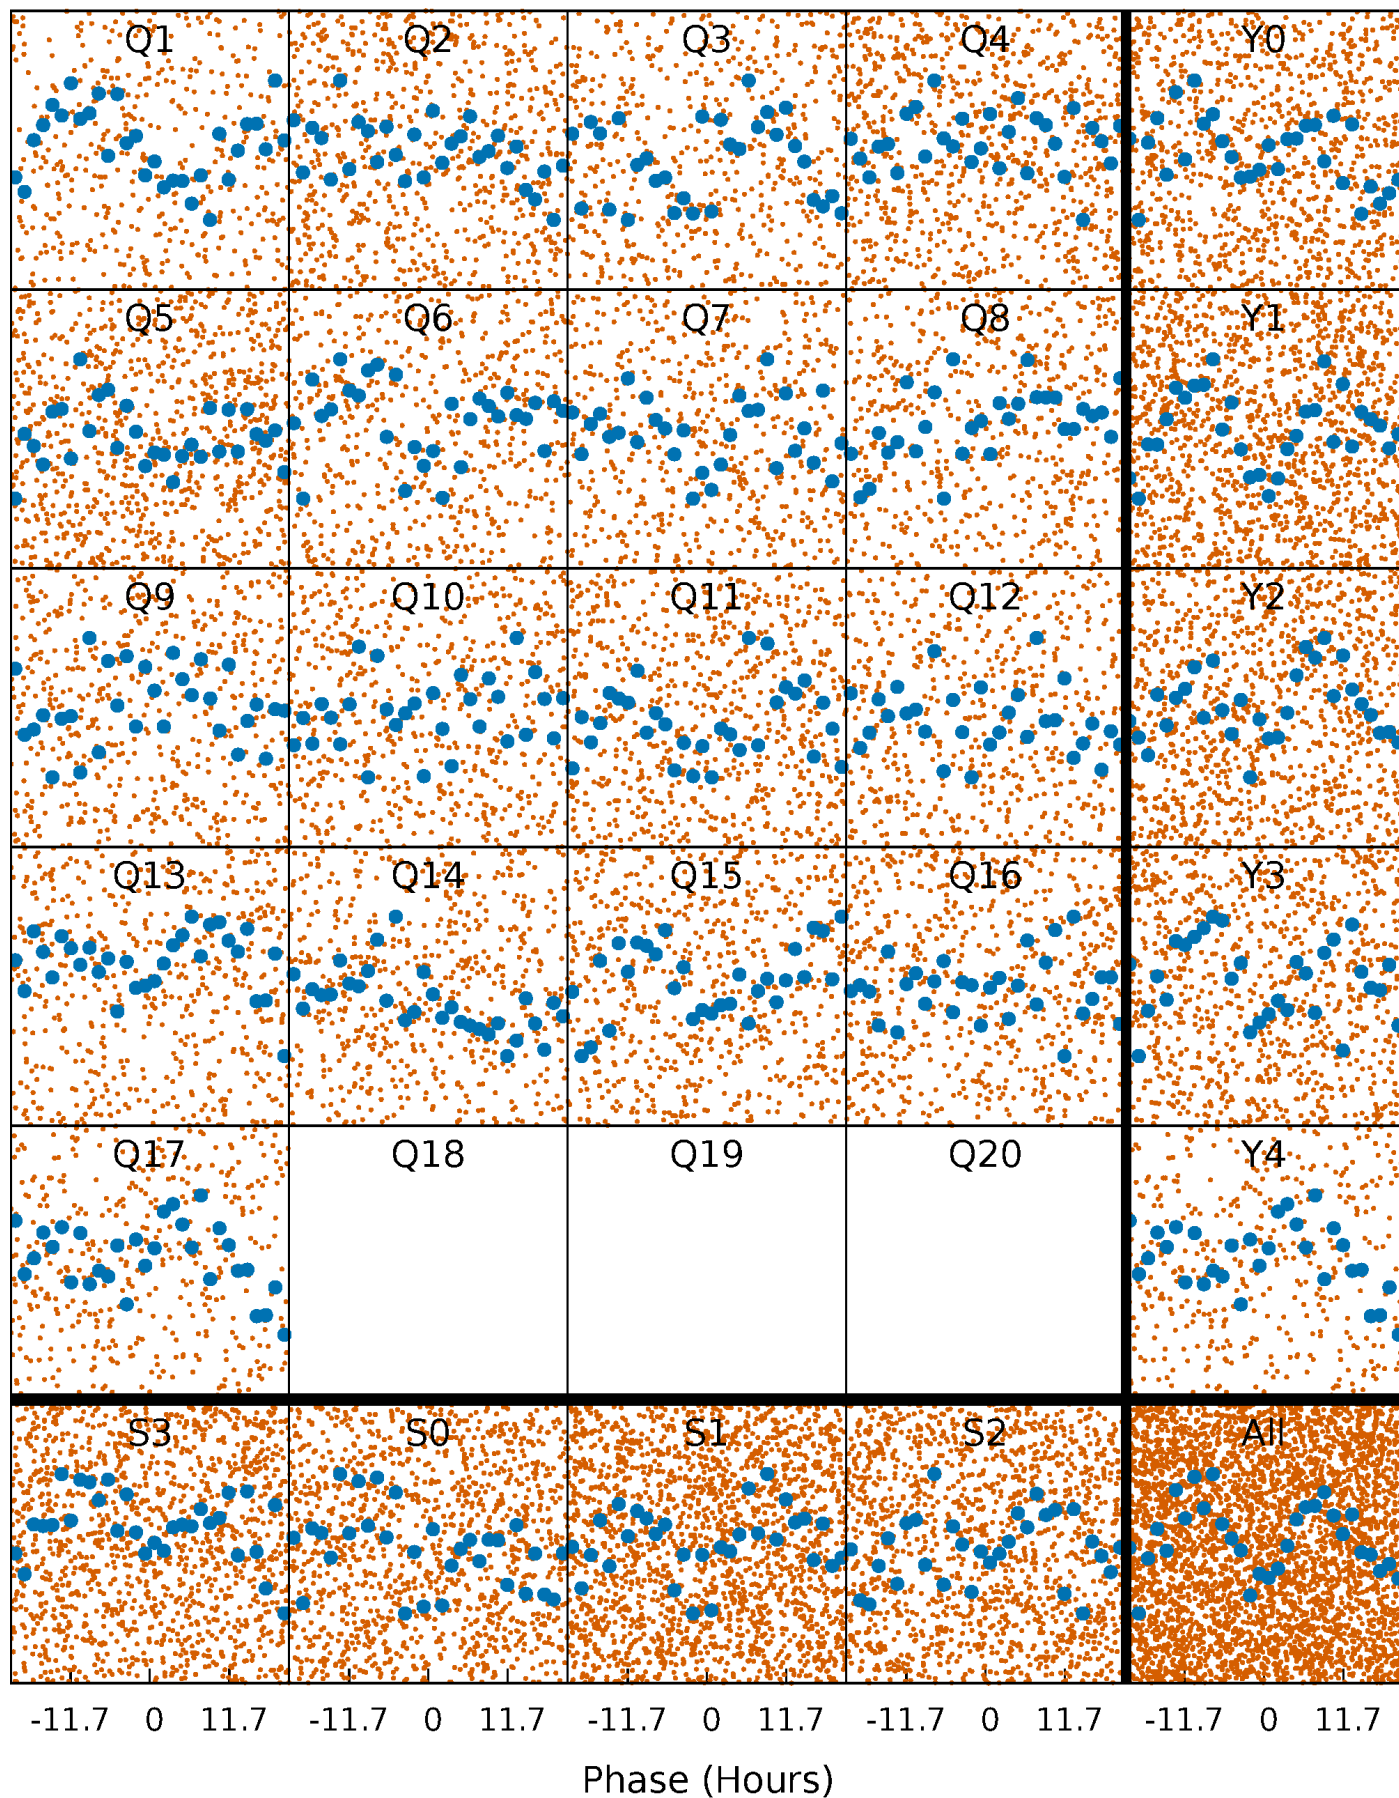 Q1 Q2 Q3 Q4 Y0
Q5 Q6 Q7 Q8 Y1
Q9 Q10 Q11 Q12 Y2
Q13 Q14 Q15 Q16 Y3
Q17 Q18 Q19 Q20 Y4
S3 S0 S1 S2 All
-11.7 0 11.7 -11.7 0 11.7 -11.7 0 11.7 -11.7 0 11.7 -11.7 0 11.7
Phase (Hours)